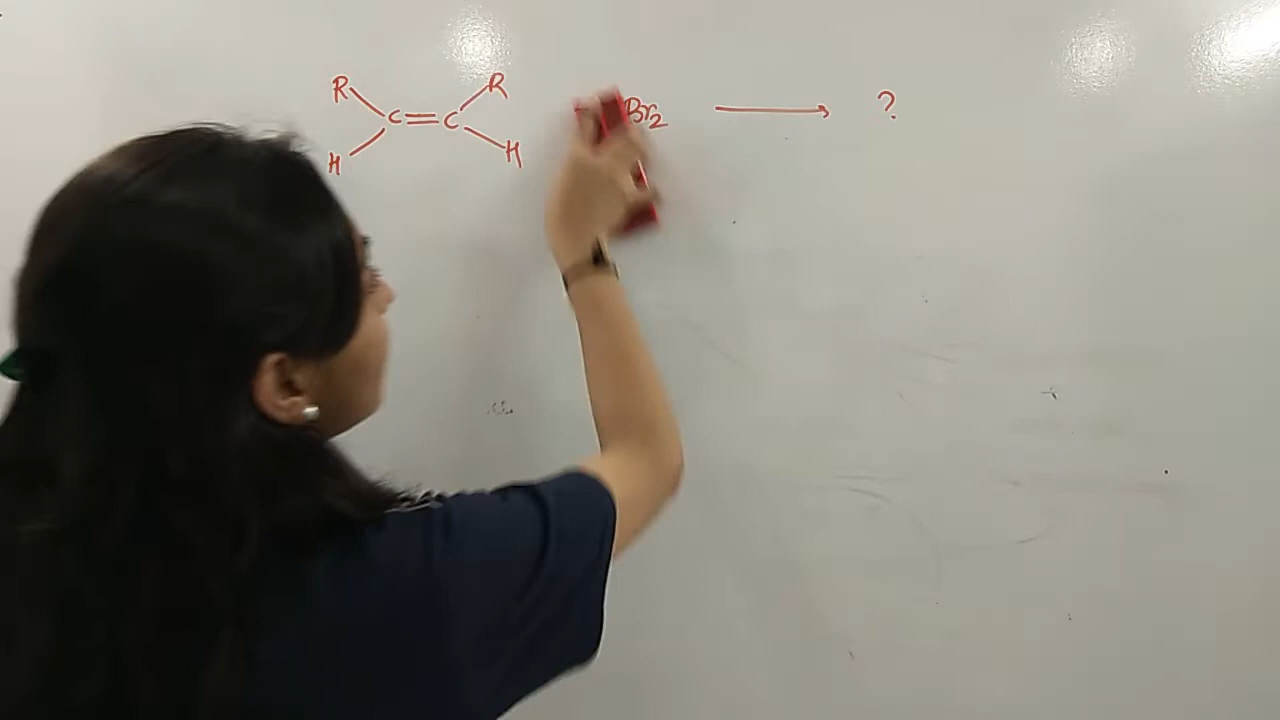 R R
C=C Br2 → ?
H H